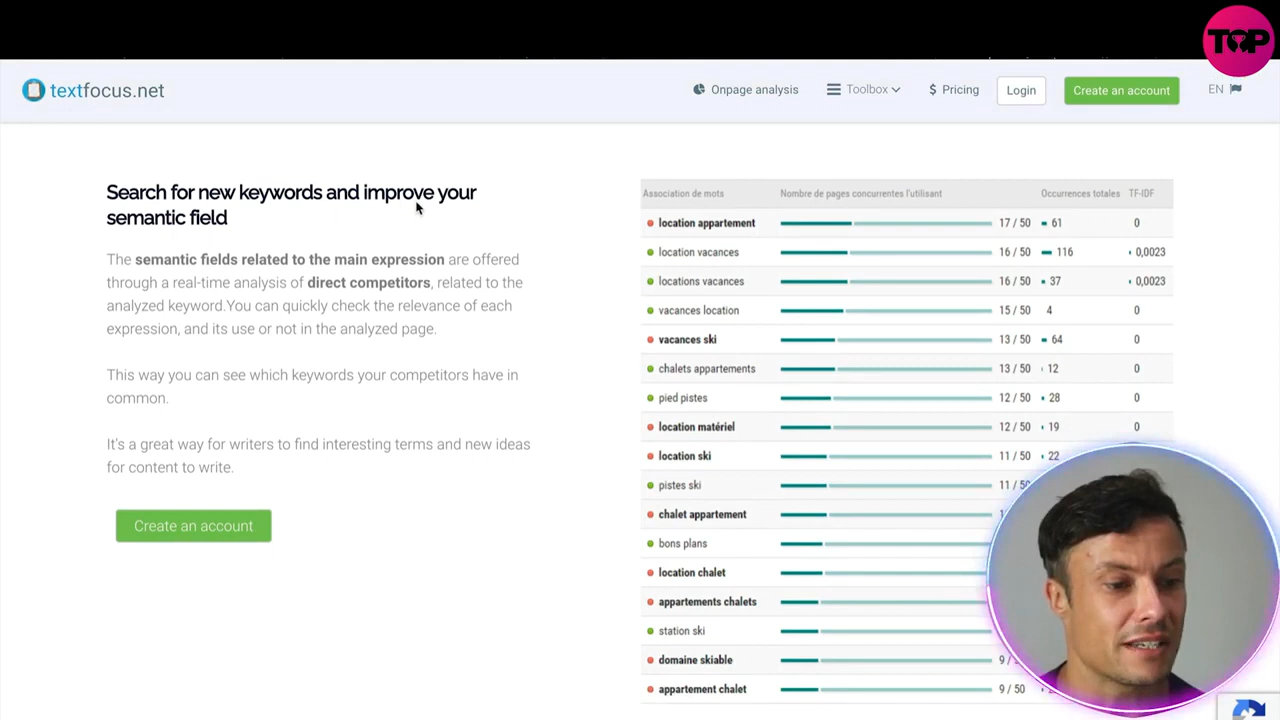 TOP
textfocus.net
Onpage analysis
Toolbox
$ Pricing
Login
Create an account
EN
Search for new keywords and improve your
semantic field
The semantic fields related to the main expression are offered
through a real-time analysis of direct competitors, related to the
analyzed keyword.You can quickly check the relevance of each
expression, and its use or not in the analyzed page.
This way you can see which keywords your competitors have in
common.
It's a great way for writers to find interesting terms and new ideas
for content to write.
Create an account
Association de mots Nombre de pages concurrentes l'utilisant Occurrences totales TF-IDF
location appartement 17 / 50 61 0
location vacances 16 / 50 116 0,0023
locations vacances 16 / 50 37 0,0023
vacances location 15 / 50 4 0
vacances ski 13 / 50 64 0
chalets appartements 13 / 50 12 0
pied pistes 12 / 50 28 0
location matériel 12 / 50 19 0
location ski 11 / 50 22
pistes ski 11 / 50
chalet appartement
bons plans
location chalet
appartements chalets
station ski
domaine skiable 9 /
appartement chalet 9 / 50